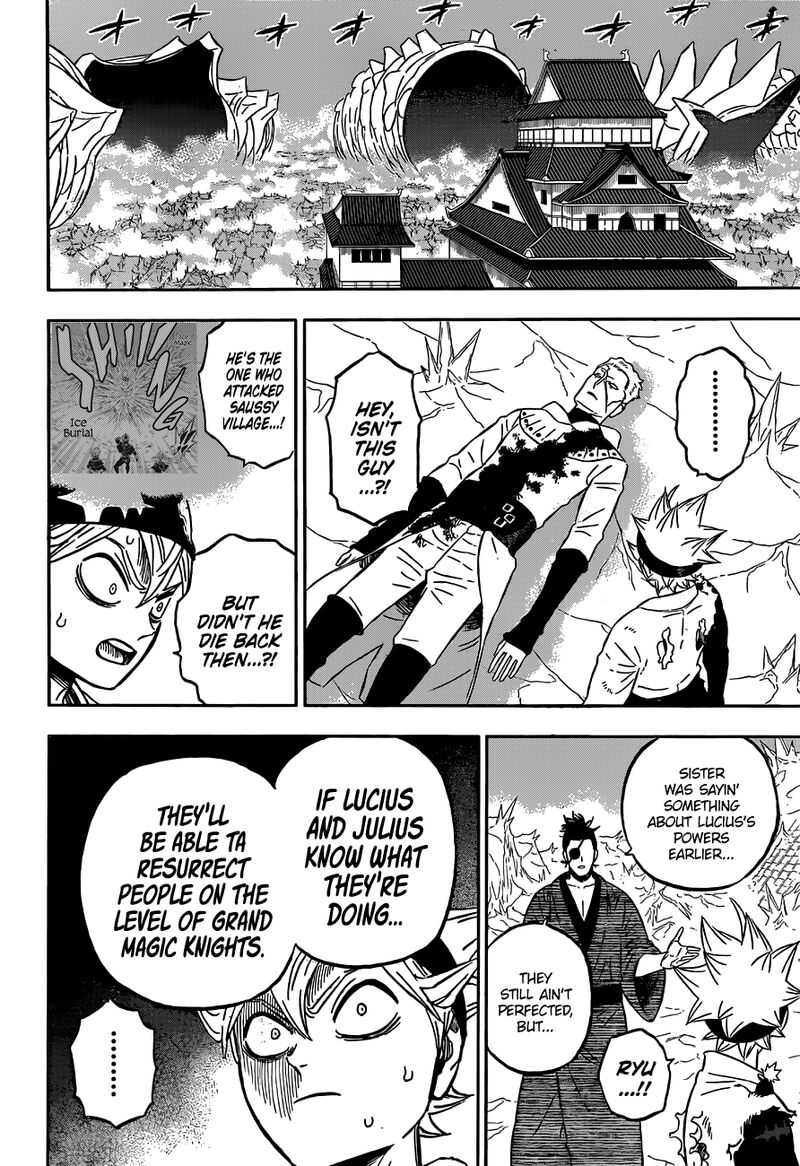 ………
HEY,
ISN'T
THIS
GUY
…?!
Ice
Magic
SHIIING
Ice
Burial
HE'S THE
ONE WHO
ATTACKED
SAUSSY
VILLAGE...!
BUT
DIDN'T HE
DIE BACK
THEN...?!
SISTER
WAS SAYIN'
SOMETHING
ABOUT LUCIUS'S
POWERS
EARLIER...
THEY
STILL AIN'T
PERFECTED,
BUT...
RYU
...!!
IF LUCIUS
AND JULIUS
KNOW WHAT
THEY'RE
DOING...
THEY'LL
BE ABLE TA
RESURRECT
PEOPLE ON THE
LEVEL OF GRAND
MAGIC KNIGHTS.
………